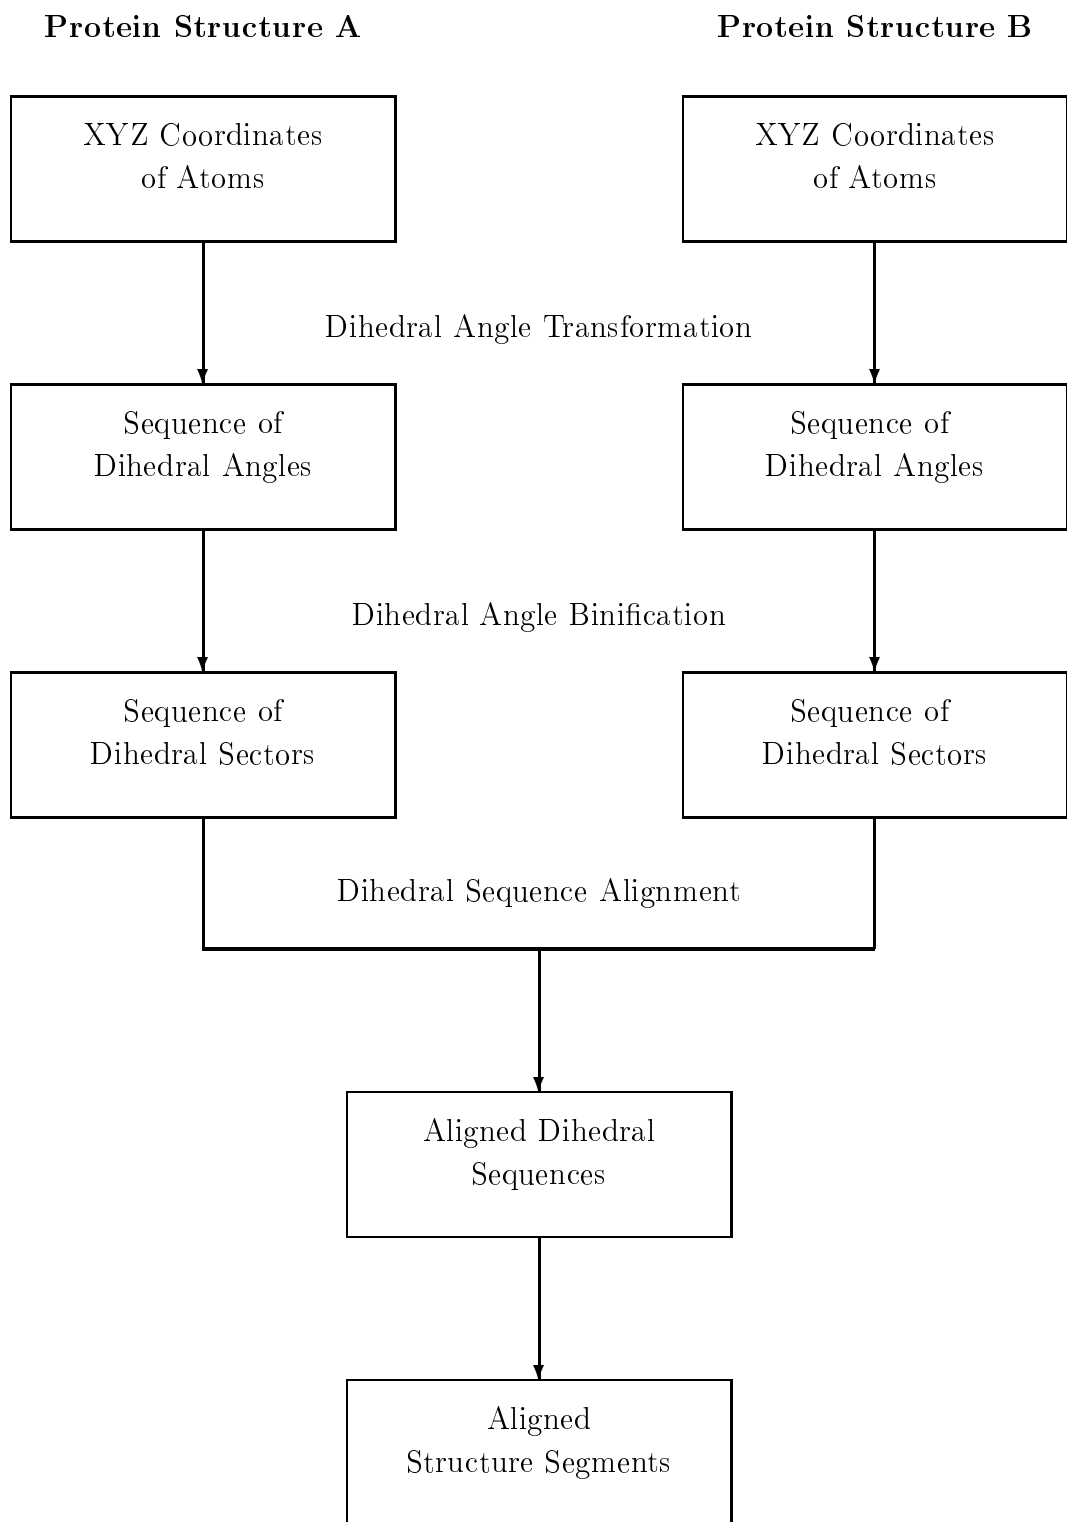 Protein Structure A
Protein Structure B
XYZ Coordinates
of Atoms
XYZ Coordinates
of Atoms
Dihedral Angle Transformation
Sequence of
Dihedral Angles
Sequence of
Dihedral Angles
Dihedral Angle Binification
Sequence of
Dihedral Sectors
Sequence of
Dihedral Sectors
Dihedral Sequence Alignment
Aligned Dihedral
Sequences
Aligned
Structure Segments